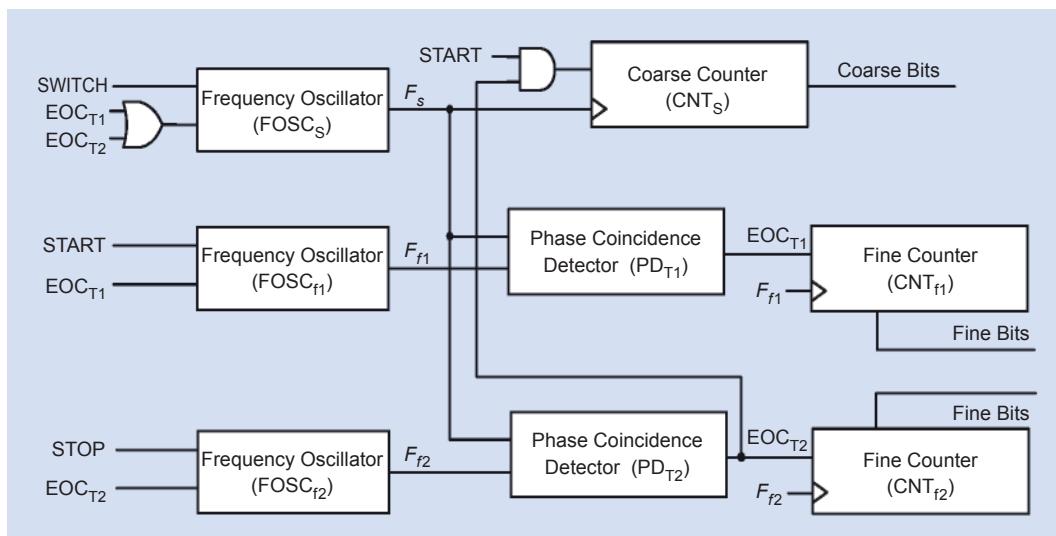 START
SWITCH
EOC_T1
EOC_T2
Frequency Oscillator
(FOSC_S)
F_s
Coarse Counter
(CNT_S)
Coarse Bits
START
EOC_T1
Frequency Oscillator
(FOSC_f1)
F_f1
Phase Coincidence
Detector (PD_T1)
EOC_T1
F_f1
Fine Counter
(CNT_f1)
Fine Bits
Fine Bits
STOP
EOC_T2
Frequency Oscillator
(FOSC_f2)
F_f2
Phase Coincidence
Detector (PD_T2)
EOC_T2
F_f2
Fine Counter
(CNT_f2)